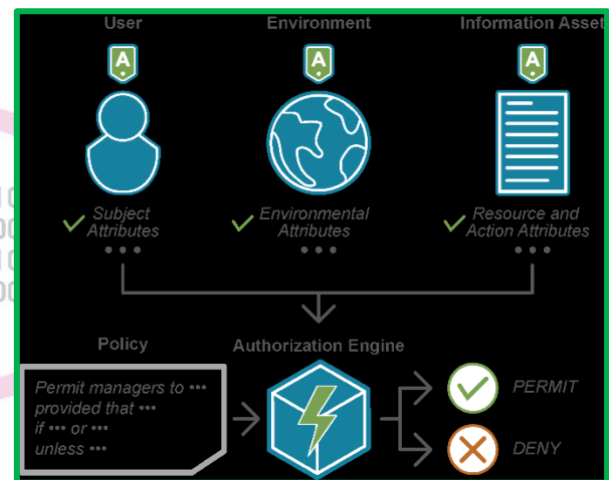 User Environment Information Asset
A A A
Subject
Attributes
Environmental
Attributes
Resource and
Action Attributes
Policy
Authorization Engine
Permit managers to •••
provided that •••
if ••• or •••
unless •••
PERMIT
DENY